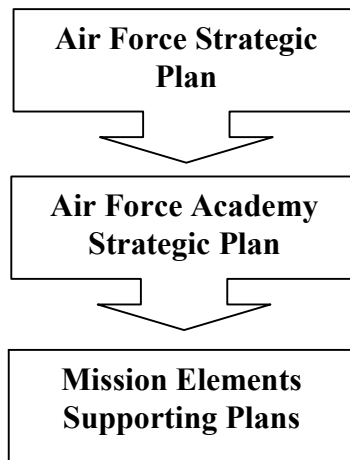 Air Force Strategic
Plan
Air Force Academy
Strategic Plan
Mission Elements
Supporting Plans